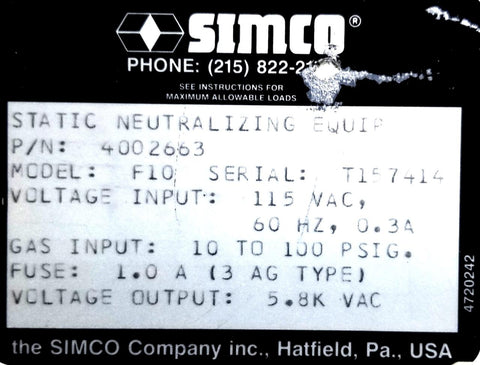 SIMCO®
PHONE: (215) 822-21
SEE INSTRUCTIONS FOR
MAXIMUM ALLOWABLE LOADS
STATIC NEUTRALIZING EQUIP
P/N: 4002663
MODEL: F10 SERIAL: T157414
VOLTAGE INPUT: 115 VAC,
60 HZ, 0.3A
GAS INPUT: 10 TO 100 PSIG.
FUSE: 1.0 A (3 AG TYPE)
VOLTAGE OUTPUT: 5.8K VAC
4720242
the SIMCO Company inc., Hatfield, Pa., USA